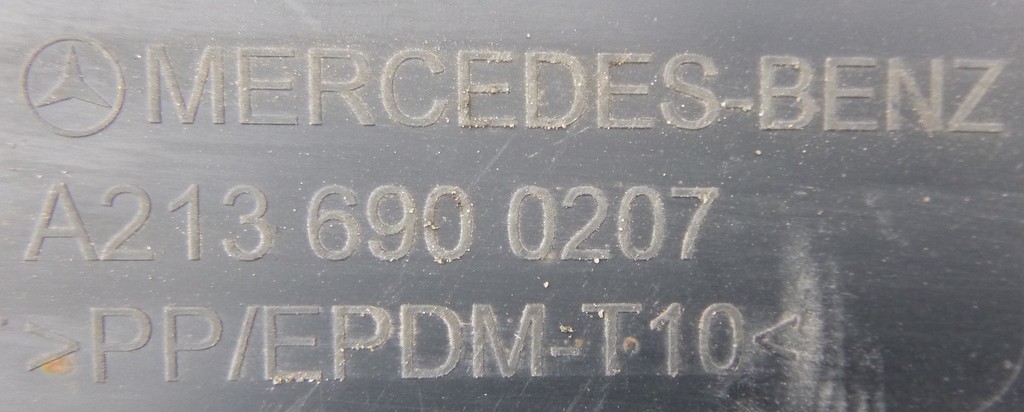 MERCEDES-BENZ
A213 690 0207
>PP/EPDM-T10<